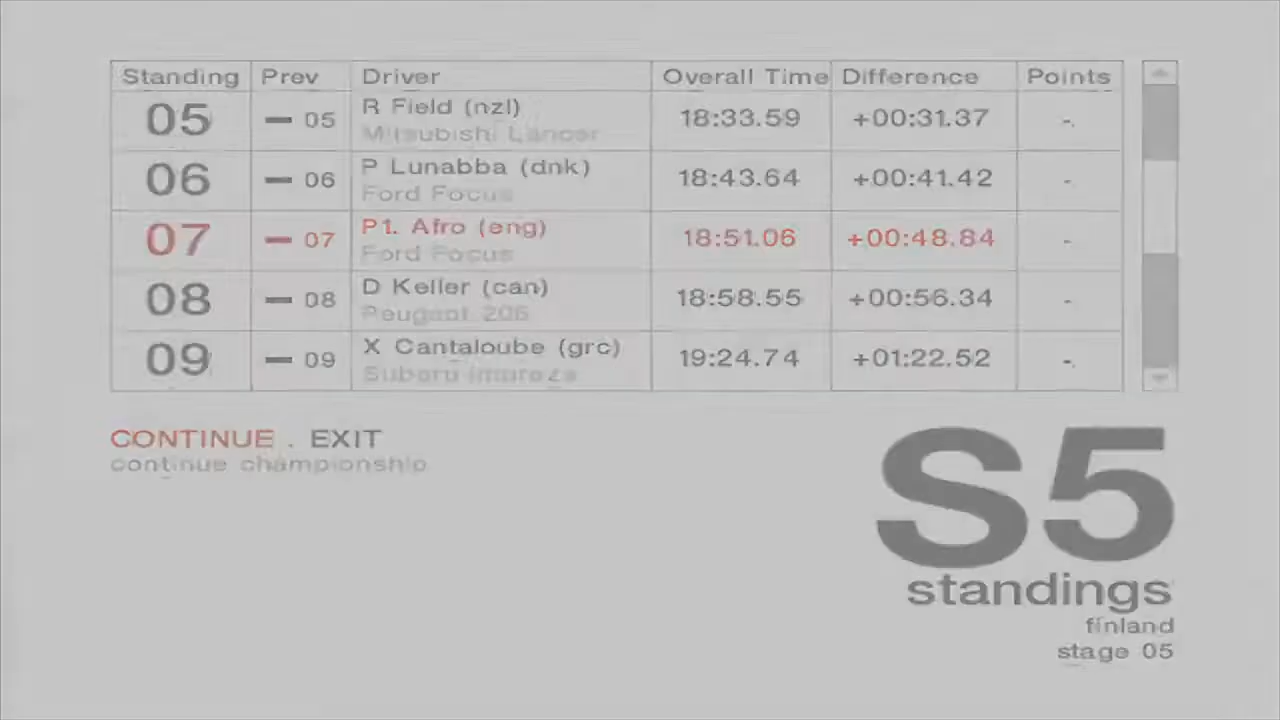 Standing Prev Driver Overall Time Difference Points
05 — 05 R Field (nzl) 18:33.59 +00:31.37 -
Mitsubishi Lancer
06 — 06 P Lunabba (dnk) 18:43.64 +00:41.42 -
Ford Focus
07 — 07 P1. Afro (eng) 18:51.06 +00:48.84 -
Ford Focus
08 — 08 D Keller (can) 18:58.55 +00:56.34 -
Peugeot 206
09 — 09 X Cantaloube (grc) 19:24.74 +01:22.52 -
Subaru Impreza
CONTINUE . EXIT
continue championship
S5
standings
finland
stage 05